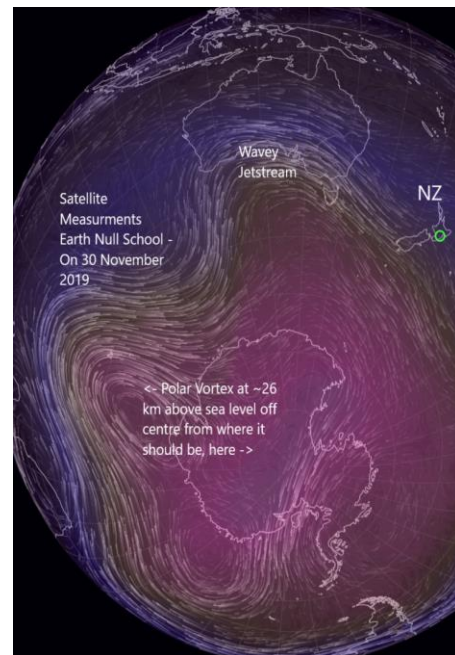 Wavey
Jetstream
NZ
Satellite
Measurments
Earth Null School -
On 30 November
2019
<- Polar Vortex at ~26
km above sea level off
centre from where it
should be, here ->